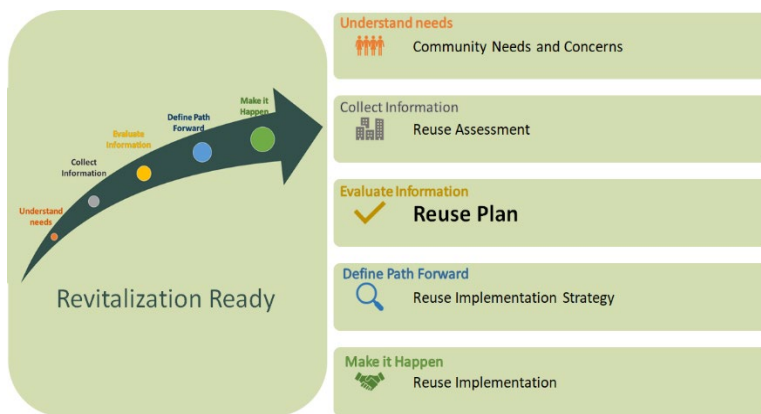 Make it
Happen
Define Path
Forward
Evaluate
Information
Collect
Information
Understand
needs
Revitalization Ready
Understand needs
Community Needs and Concerns
Collect Information
Reuse Assessment
Evaluate Information
Reuse Plan
Define Path Forward
Reuse Implementation Strategy
Make it Happen
Reuse Implementation